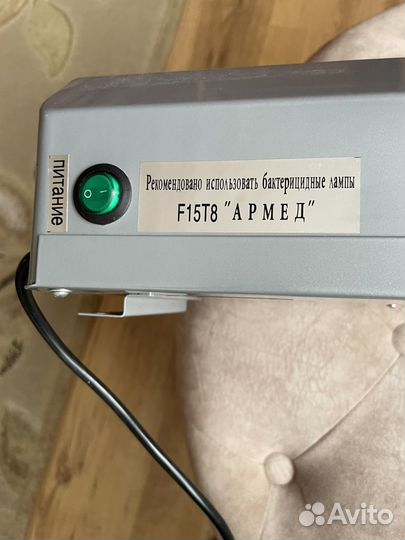 питание
Рекомендовано использовать бактерицидные лампы
F15T8 "АРМЕД"
Avito